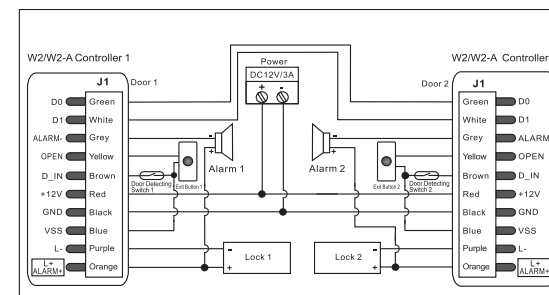 W2/W2-A Controller 1
W2/W2-A Controller
Power
DC12V/3A
+ -
J1
Door 1
Door 2
J1
D0 Green
Green D0
D1 White
White D1
ALARM- Grey
Grey ALARM-
OPEN Yellow
Yellow OPEN
D_IN Brown
Brown D_IN
+12V Red
Red +12V
GND Black
Black GND
VSS Blue
Blue VSS
L- Purple
Purple L-
L+
ALARM+
Orange
Orange
L+
ALARM+
-
+
Alarm 1
-
+
Alarm 2
Exit Button 1
Door Detecting
Switch 1
Exit Button 2
Door Detecting
Switch 2
-
Lock 1
+
-
Lock 2
+